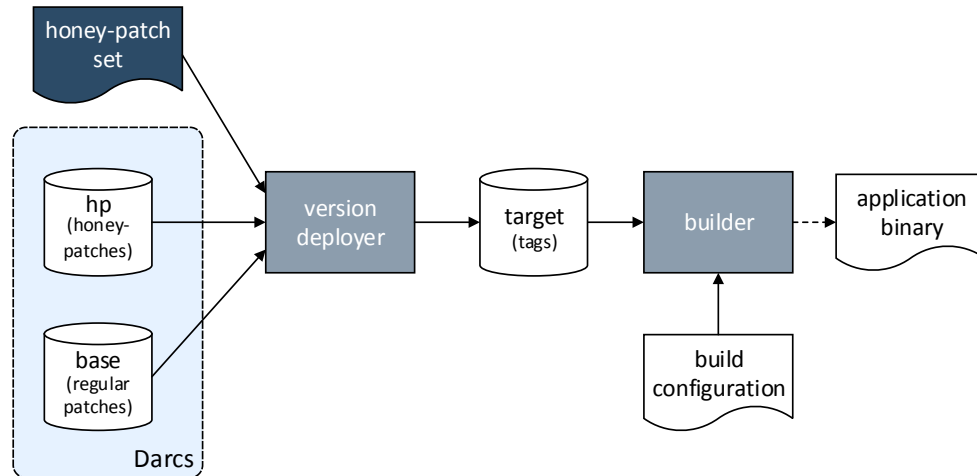 honey-patch
set
hp
(honey-
patches)
base
(regular
patches)
Darcs
version
deployer
target
(tags)
builder
application
binary
build
configuration